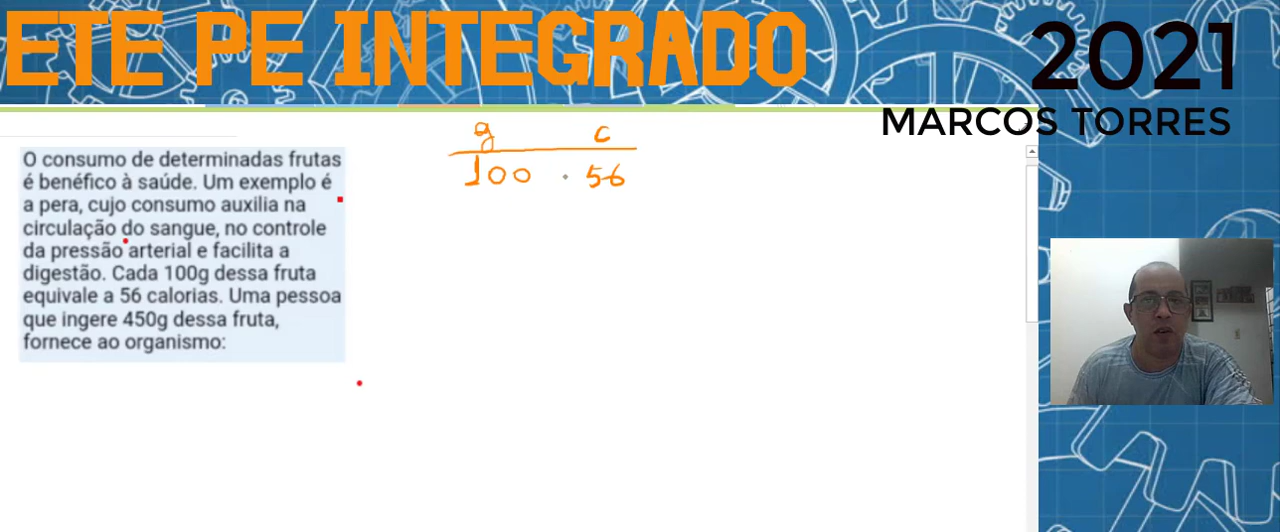 ETE PE INTEGRADO
2021
MARCOS TORRES
g c
100 56
O consumo de determinadas frutas
é benéfico à saúde. Um exemplo é
a pera, cujo consumo auxilia na
circulação do sangue, no controle
da pressão arterial e facilita a
digestão. Cada 100g dessa fruta
equivale a 56 calorias. Uma pessoa
que ingere 450g dessa fruta,
fornece ao organismo: